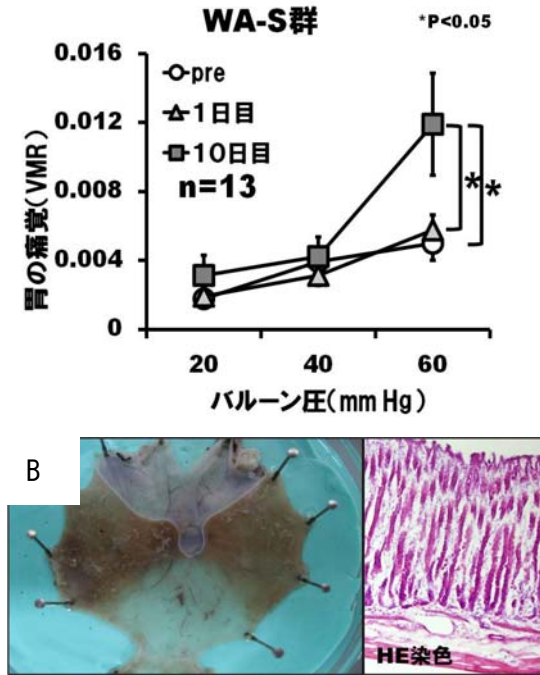 WA-S群
*P<0.05
0.016
0.012
0.008
0.004
0
胃の痛覚(VMR)
pre
1日目
10日目
n=13
*
*
20
40
60
バルーン圧(mm Hg)
B
HE染色